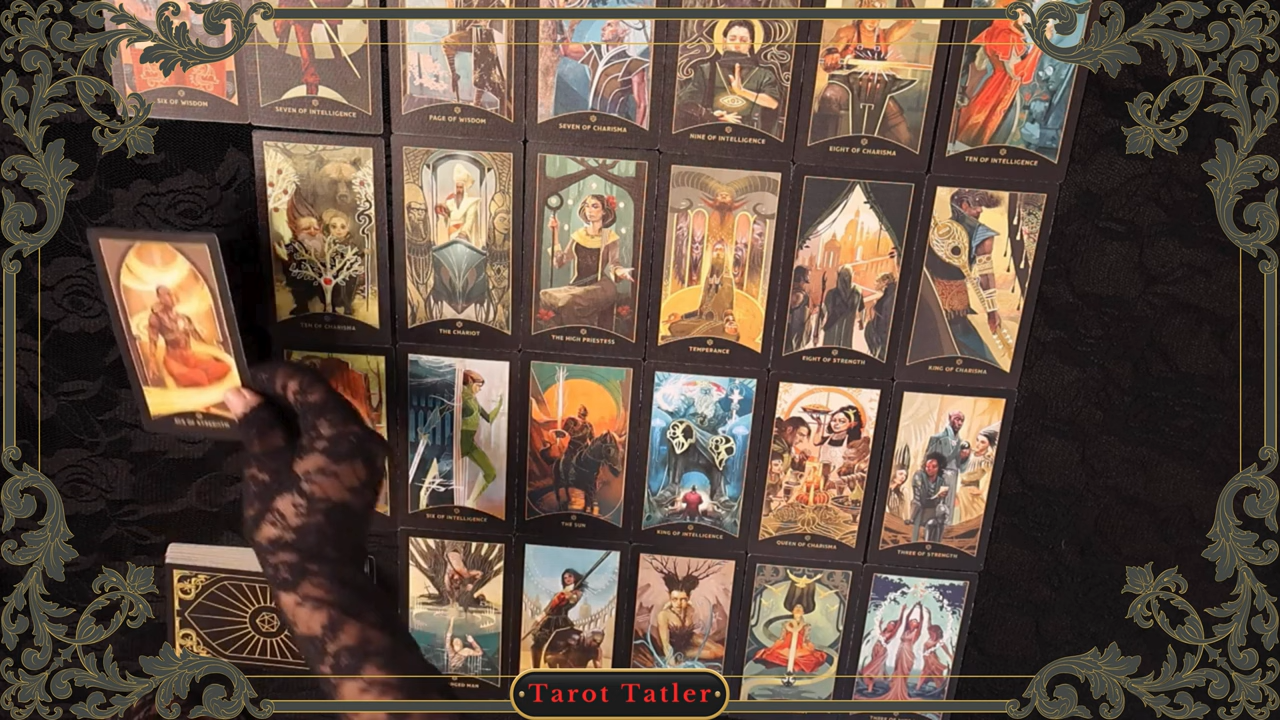 SIX OF WISDOM
SEVEN OF INTELLIGENCE
PAGE OF WISDOM
SEVEN OF CHARISMA
NINE OF INTELLIGENCE
EIGHT OF CHARISMA
TEN OF INTELLIGENCE
TEN OF CHARISMA
THE CHARIOT
THE HIGH PRIESTESS
TEMPERANCE
EIGHT OF STRENGTH
KING OF CHARISMA
SIX OF INTELLIGENCE
THE SUN
KING OF INTELLIGENCE
QUEEN OF CHARISMA
THREE OF STRENGTH
Tarot Tatler